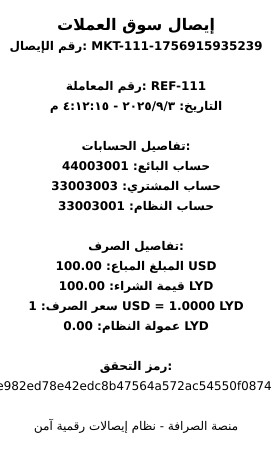 إيصال سوق العملات
رقم الإيصال: MKT-111-1756915935239
رقم المعاملة: REF-111
التاريخ: ٢٠٢٥/٩/٣ - ٤:١٢:١٥ م
تفاصيل الحسابات:
حساب البائع: 44003001
حساب المشتري: 33003003
حساب النظام: 33003001
تفاصيل الصرف:
المبلغ المباع: 100.00 USD
قيمة الشراء: 100.00 LYD
سعر الصرف: 1 USD = 1.0000 LYD
عمولة النظام: 0.00 LYD
رمز التحقق:
e982ed78e42edc8b47564a572ac54550f0874
منصة الصرافة - نظام إيصالات رقمية آمن